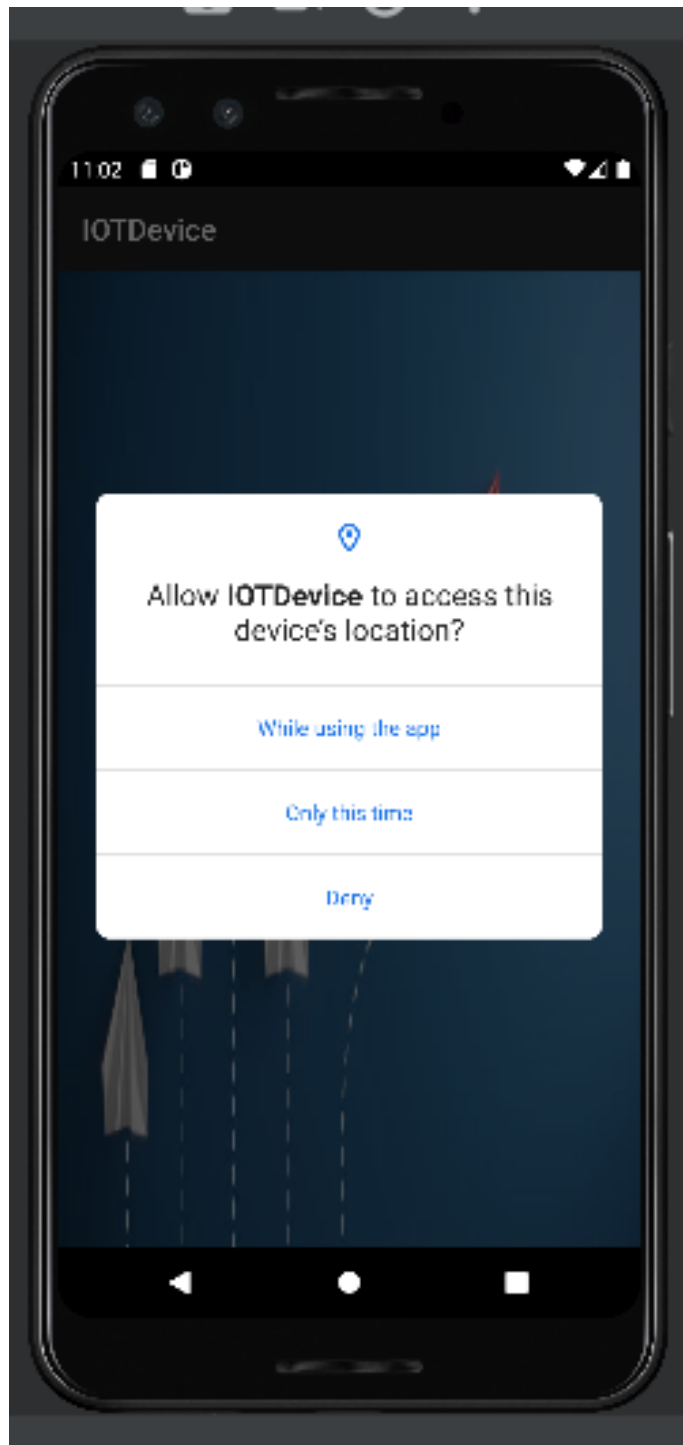 11:02
IOTDevice
Allow IOTDevice to access this
device's location?
While using the app
Only this time
Deny